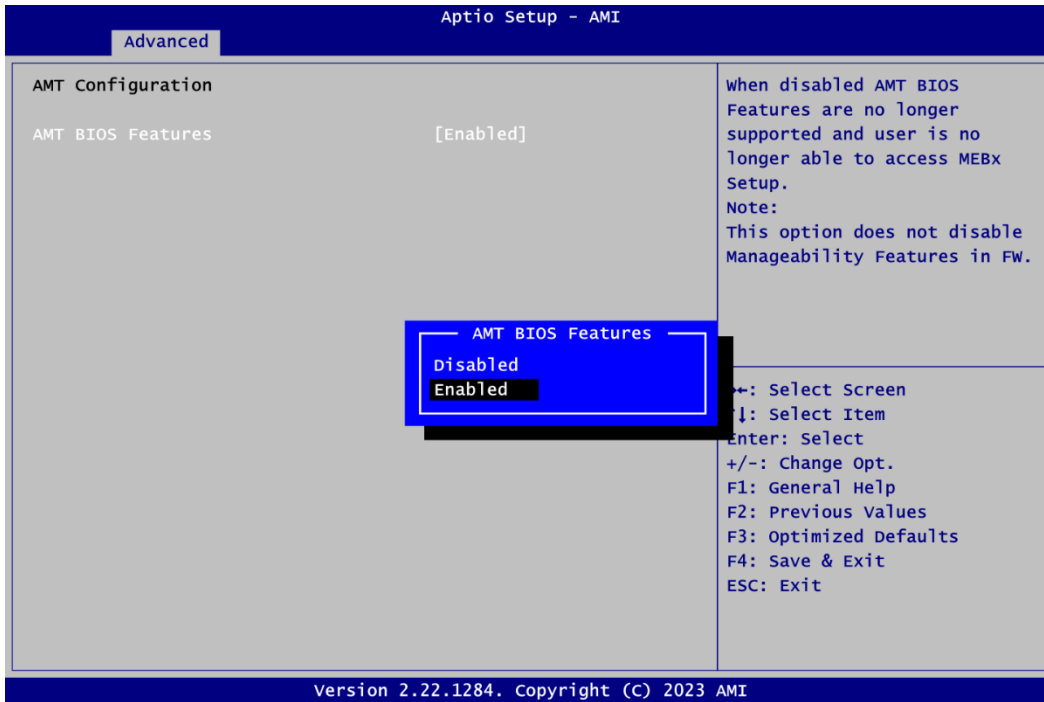 Aptio Setup - AMI
Advanced
AMT Configuration
AMT BIOS Features [Enabled]
When disabled AMT BIOS
Features are no longer
supported and user is no
longer able to access MEBx
Setup.
Note:
This option does not disable
Manageability Features in FW.
AMT BIOS Features
Disabled
Enabled
←: Select Screen
↓: Select Item
Enter: Select
+/-: Change Opt.
F1: General Help
F2: Previous Values
F3: Optimized Defaults
F4: Save & Exit
ESC: Exit
Version 2.22.1284. Copyright (C) 2023 AMI